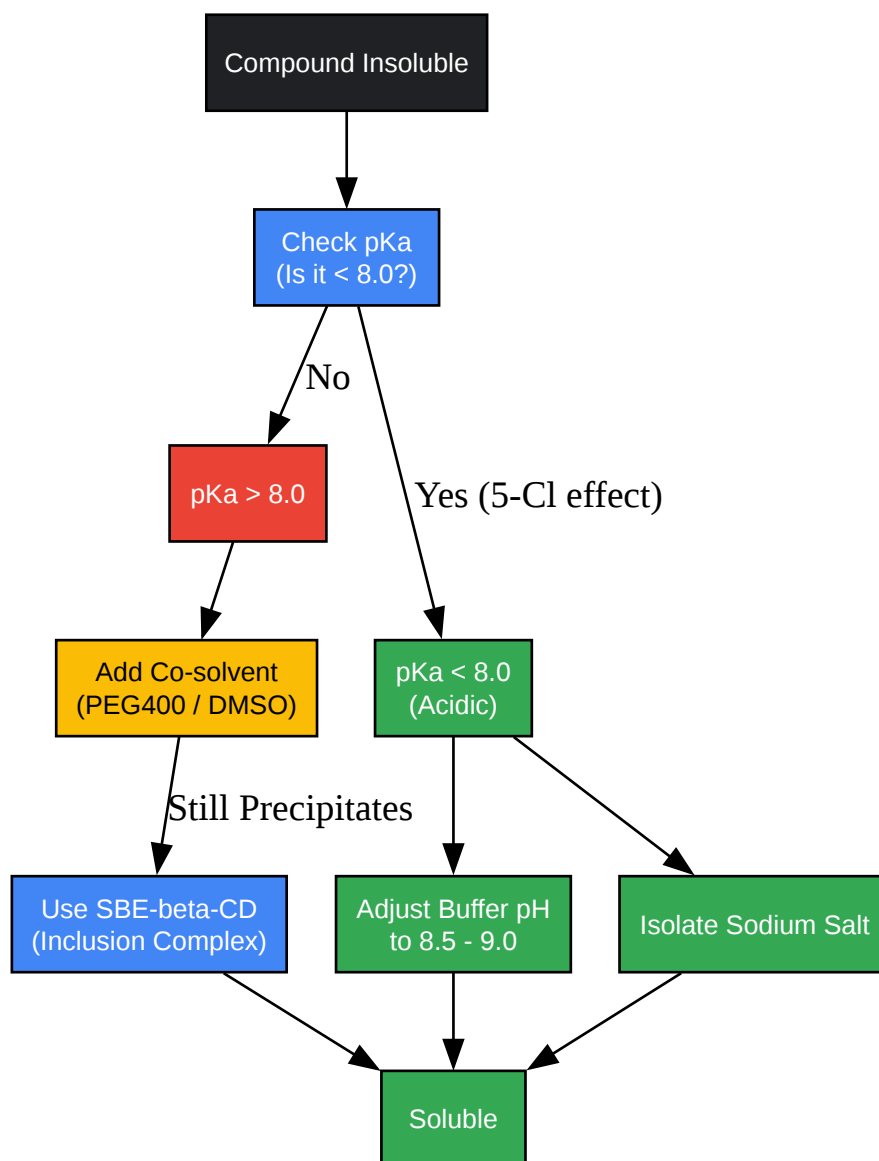 Compound Insoluble
Check pKa
(Is it < 8.0?)
No
pKa > 8.0
Yes (5-Cl effect)
Add Co-solvent
(PEG400 / DMSO)
pKa < 8.0
(Acidic)
Still Precipitates
Use SBE-beta-CD
(Inclusion Complex)
Adjust Buffer pH
to 8.5 - 9.0
Isolate Sodium Salt
Soluble